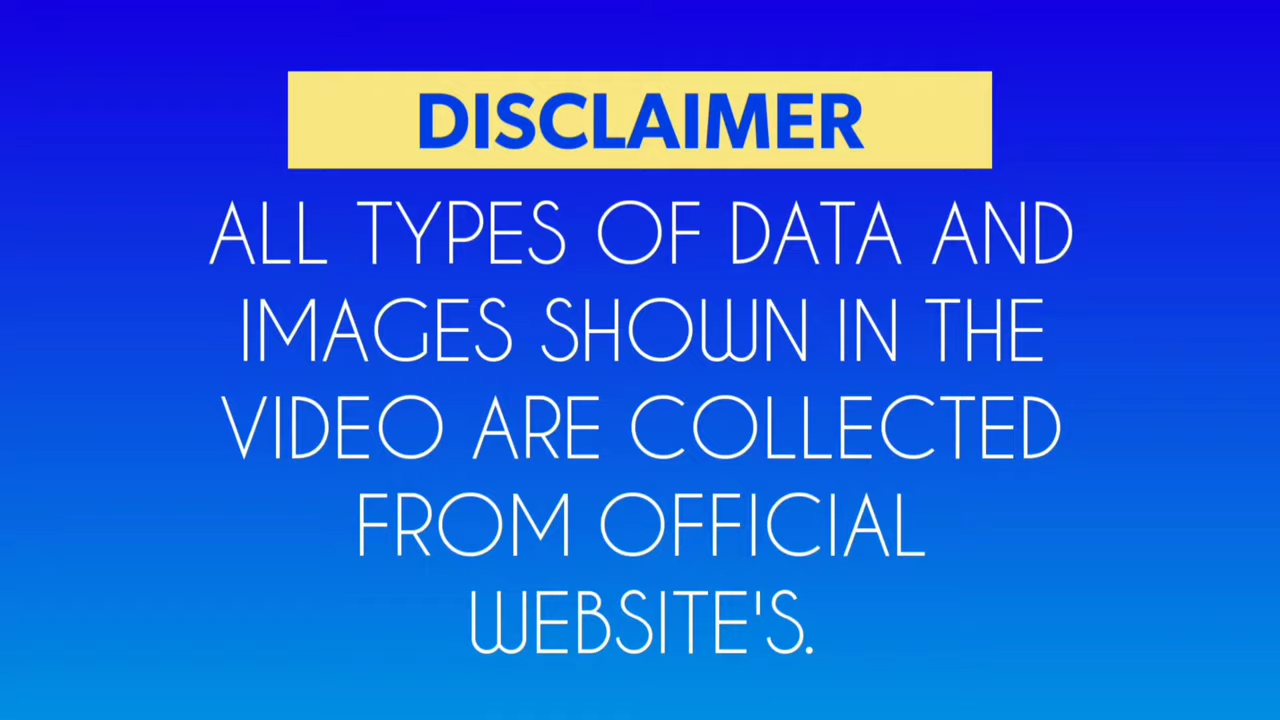 DISCLAIMER
ALL TYPES OF DATA AND
IMAGES SHOWN IN THE
VIDEO ARE COLLECTED
FROM OFFICIAL
WEBSITE'S.